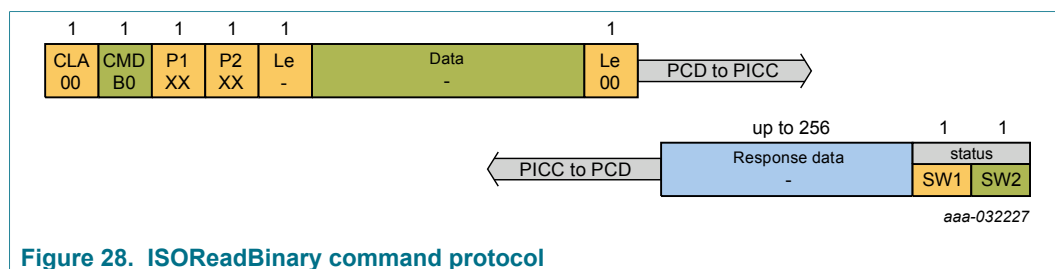 1 1 1 1 1 1
CLA CMD P1 P2 Le Data Le
00 B0 XX XX - - 00
PCD to PICC
up to 256 1 1
PICC to PCD
Response data
-
status
SW1 SW2
aaa-032227
Figure 28. ISOReadBinary command protocol